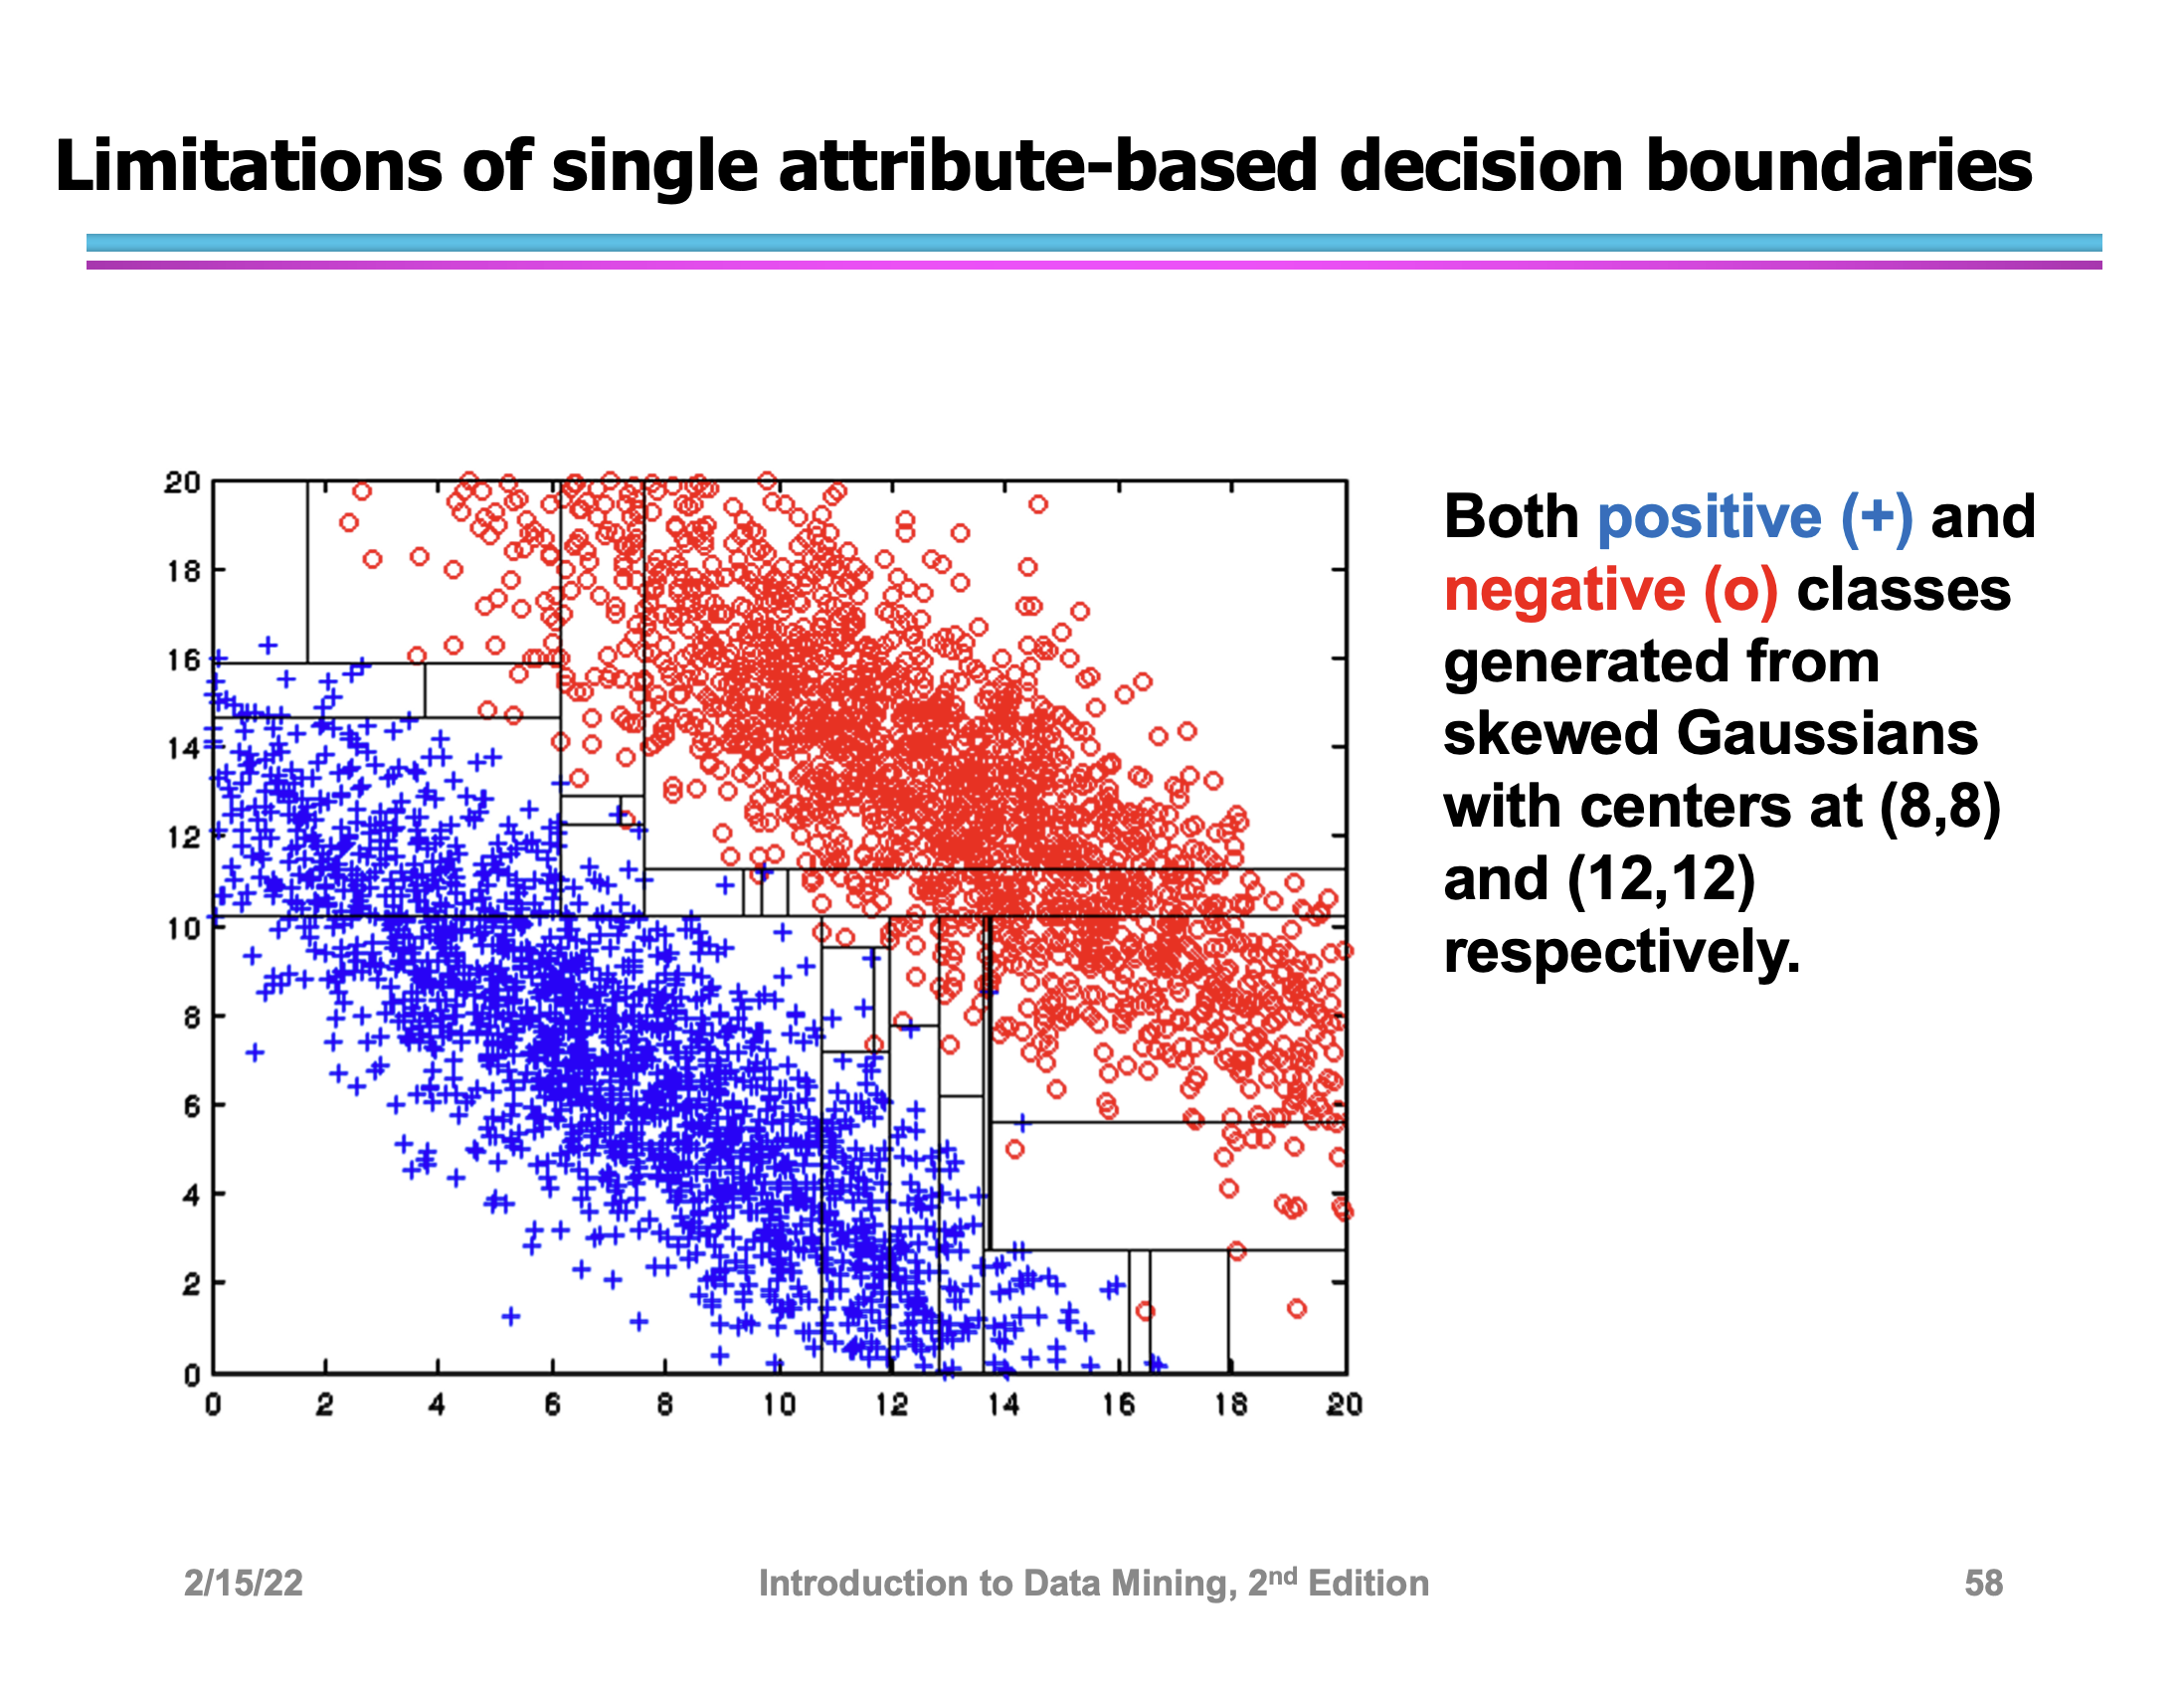 Limitations of single attribute-based decision boundaries
20
18
16
14
12
10
8
6
4
2
0
0 2 4 6 8 10 12 14 16 18 20
Both positive (+) and
negative (o) classes
generated from
skewed Gaussians
with centers at (8,8)
and (12,12)
respectively.
2/15/22 Introduction to Data Mining, 2nd Edition 58